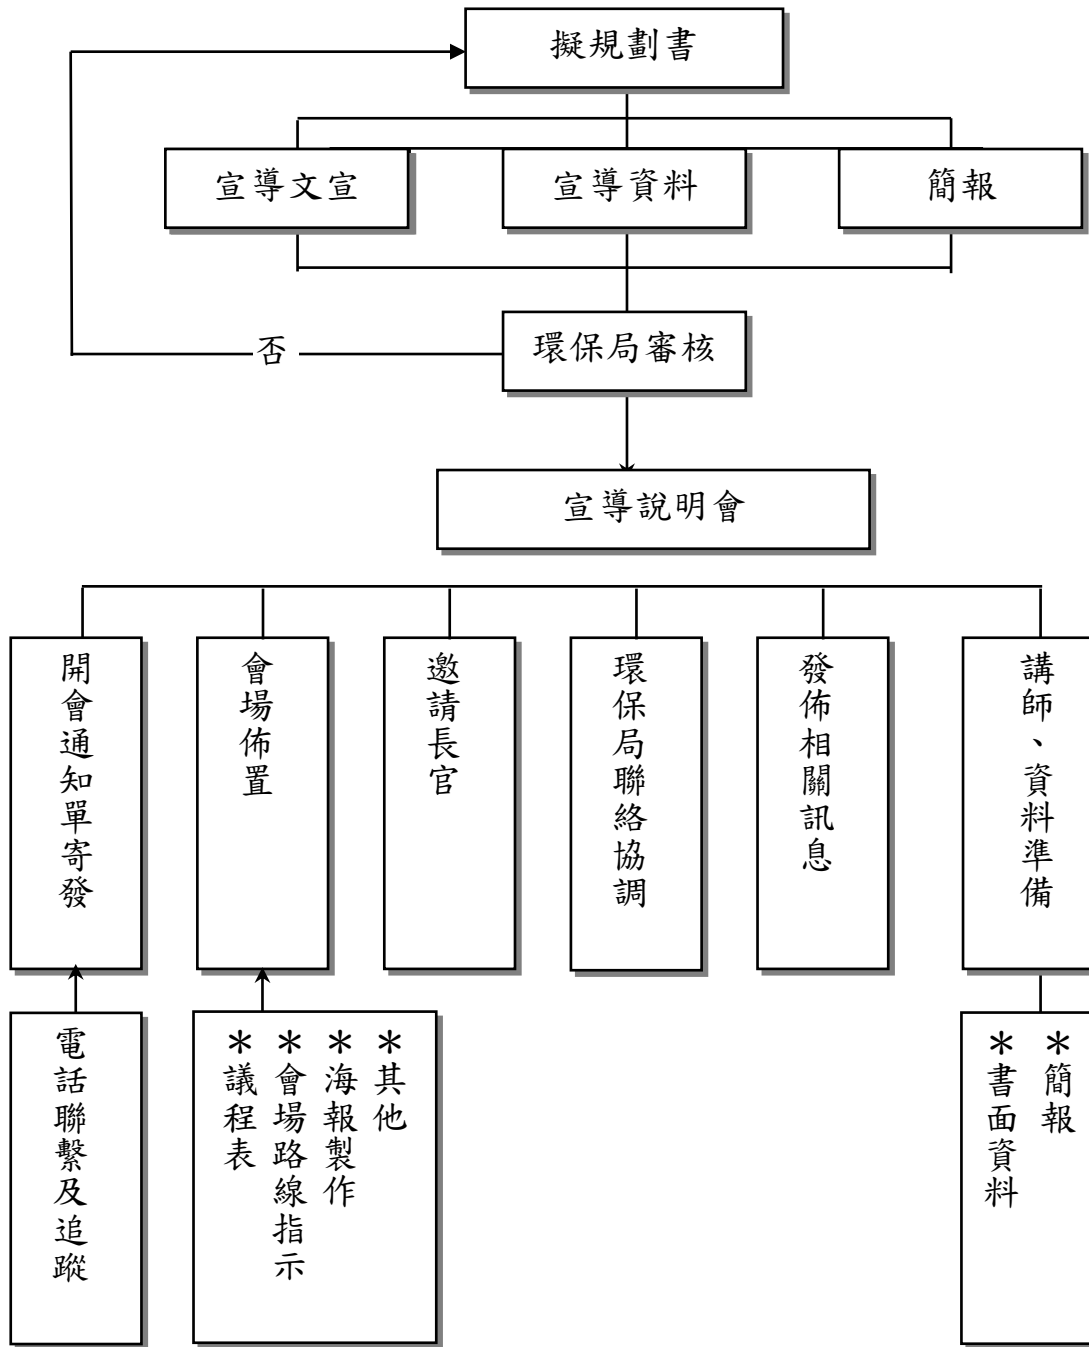 擬規劃書
宣導文宣
宣導資料
簡報
否
環保局審核
宣導說明會
開會通知單寄發
會場佈置
邀請長官
環保局聯絡協調
發佈相關訊息
講師、資料準備
電話聯繫及追蹤
＊議程表
＊會場路線指示
＊海報製作
＊其他
＊書面資料
＊簡報